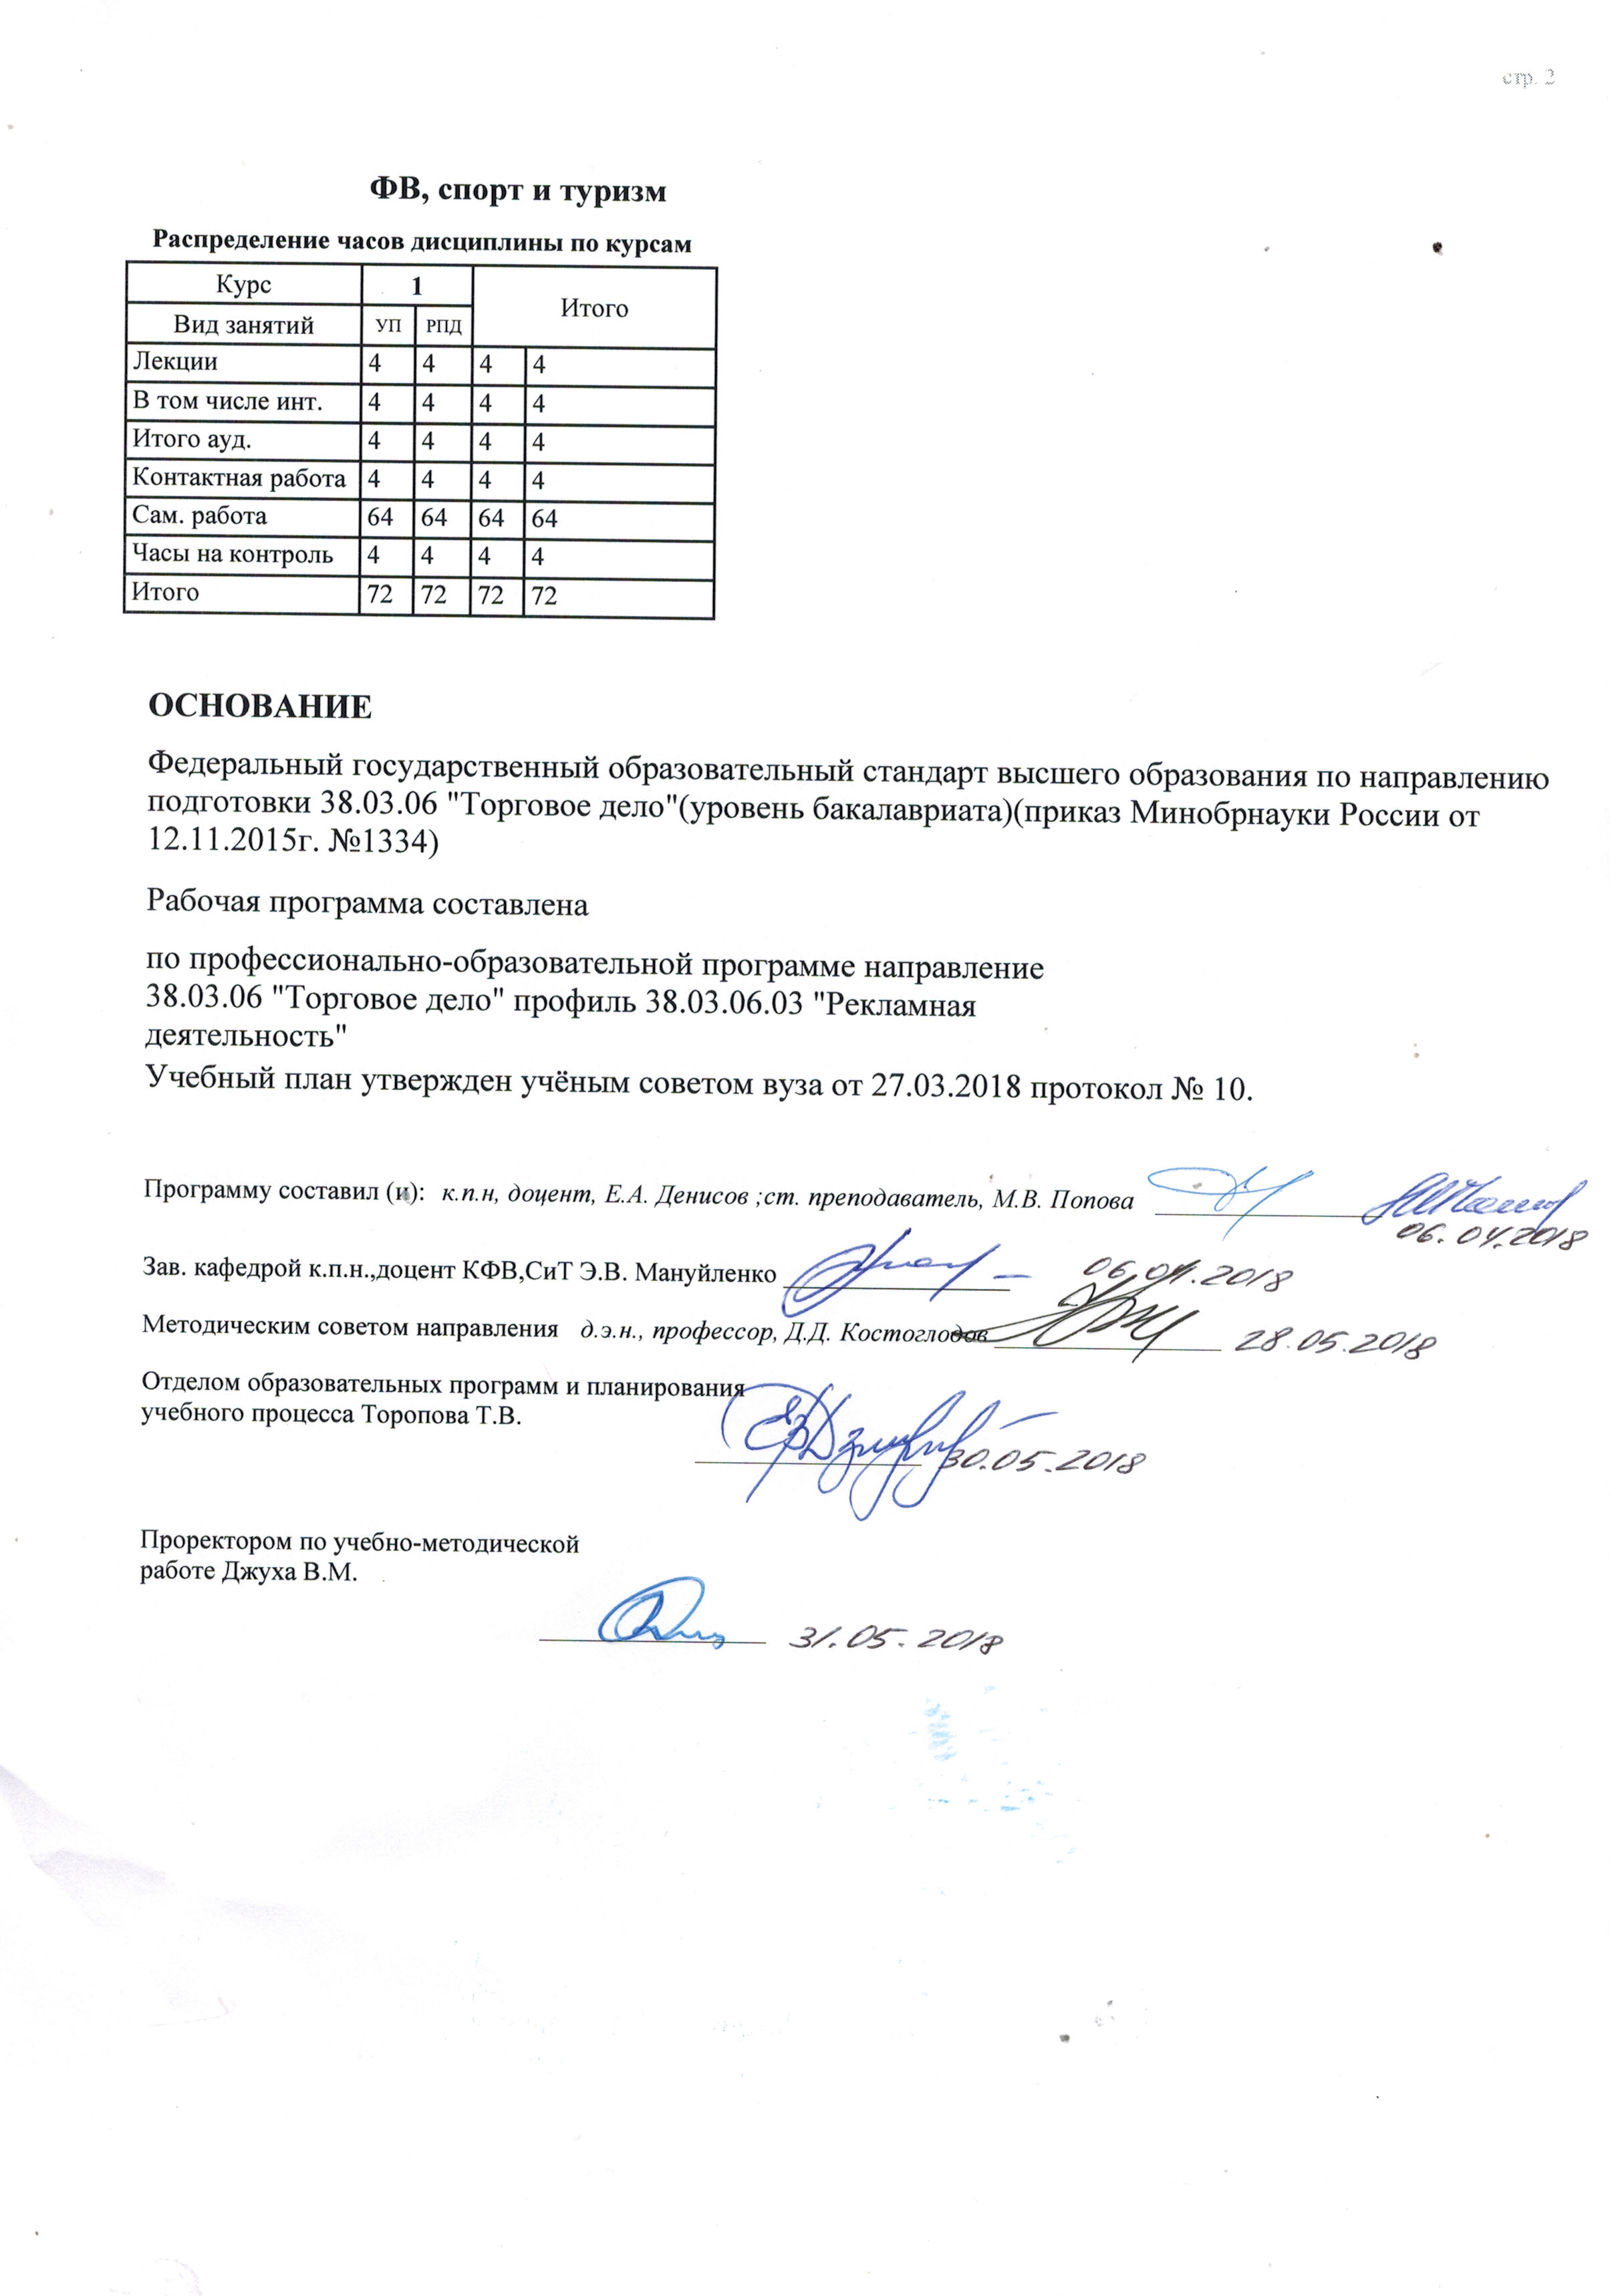 стр. 2
ФВ, спорт и туризм
Распределение часов дисциплины по курсам
Курс 1 Итого
Вид занятий УП РПД
Лекции 4 4 4 4
В том числе инт. 4 4 4 4
Итого ауд. 4 4 4 4
Контактная работа 4 4 4 4
Сам. работа 64 64 64 64
Часы на контроль 4 4 4 4
Итого 72 72 72 72
ОСНОВАНИЕ
Федеральный государственный образовательный стандарт высшего образования по направлению
подготовки 38.03.06 "Торговое дело"(уровень бакалавриата)(приказ Минобрнауки России от
12.11.2015г. №1334)
Рабочая программа составлена
по профессионально-образовательной программе направление
38.03.06 "Торговое дело" профиль 38.03.06.03 "Рекламная
деятельность"
Учебный план утвержден учёным советом вуза от 27.03.2018 протокол № 10.
Программу составил (и): к.п.н, доцент, Е.А. Денисов ;ст. преподаватель, М.В. Попова
06.04.2018
Зав. кафедрой к.п.н.,доцент КФВ,СиТ Э.В. Мануйленко 06.04.2018
Методическим советом направления д.э.н., профессор, Д.Д. Костоглодов 28.05.2018
Отделом образовательных программ и планирования
учебного процесса Торопова Т.В.
30.05.2018
Проректором по учебно-методической
работе Джуха В.М.
31.05.2018